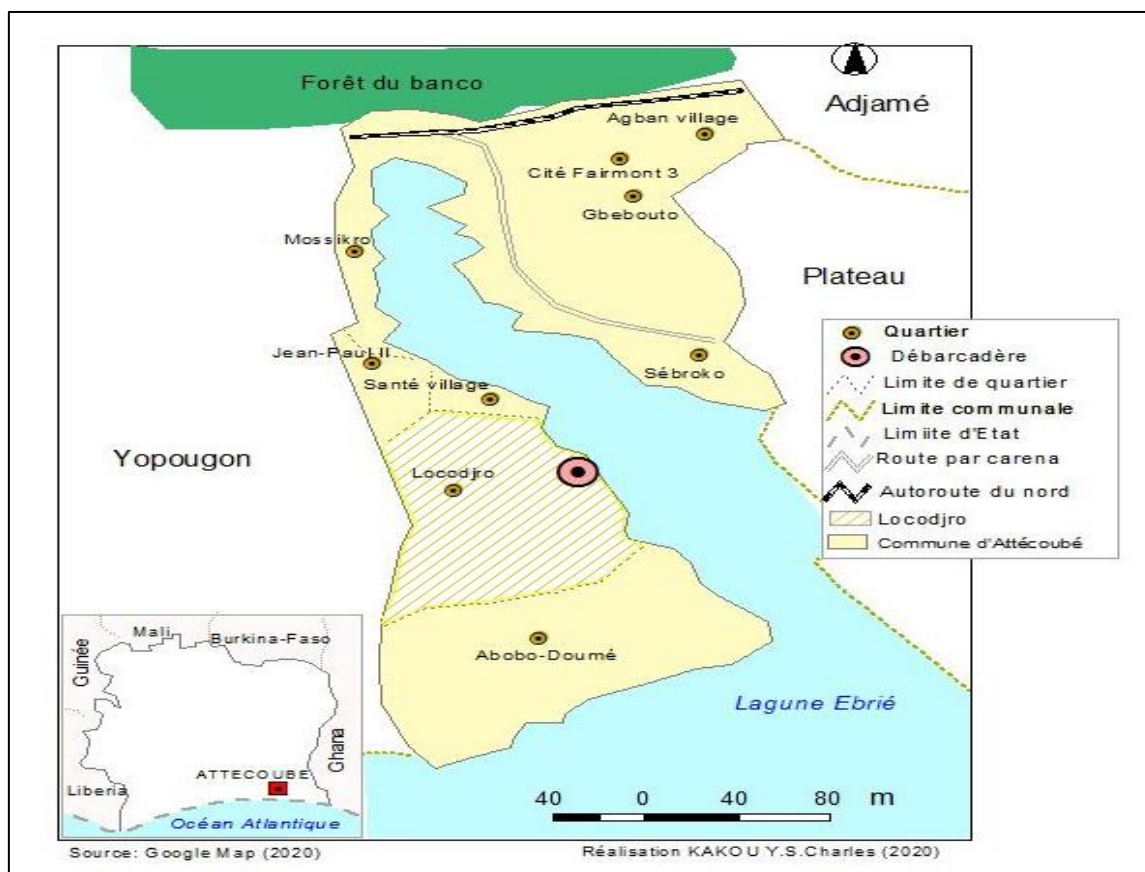 Forêt du banco
Adjamé
Agban village
Cité Fairmont 3
Gbebouto
Mossikro
Plateau
Jean-Paul II
Santé village
Sébroko
Yopougon
Locodjro
Abobo-Doumé
Lagune Ebrié
Quartier
Débarcadère
Limite de quartier
Limite communale
Limiite d'Etat
Route par carena
Autoroute du nord
Locodjro
Commune d'Attécoubé
Mali
Burkina-Faso
Guinée
Ghana
ATTECOUBE
Liberia
Océan Atlantique
40 0 40 80 m
Source: Google Map (2020)
Réalisation KAKOU Y.S.Charles (2020)